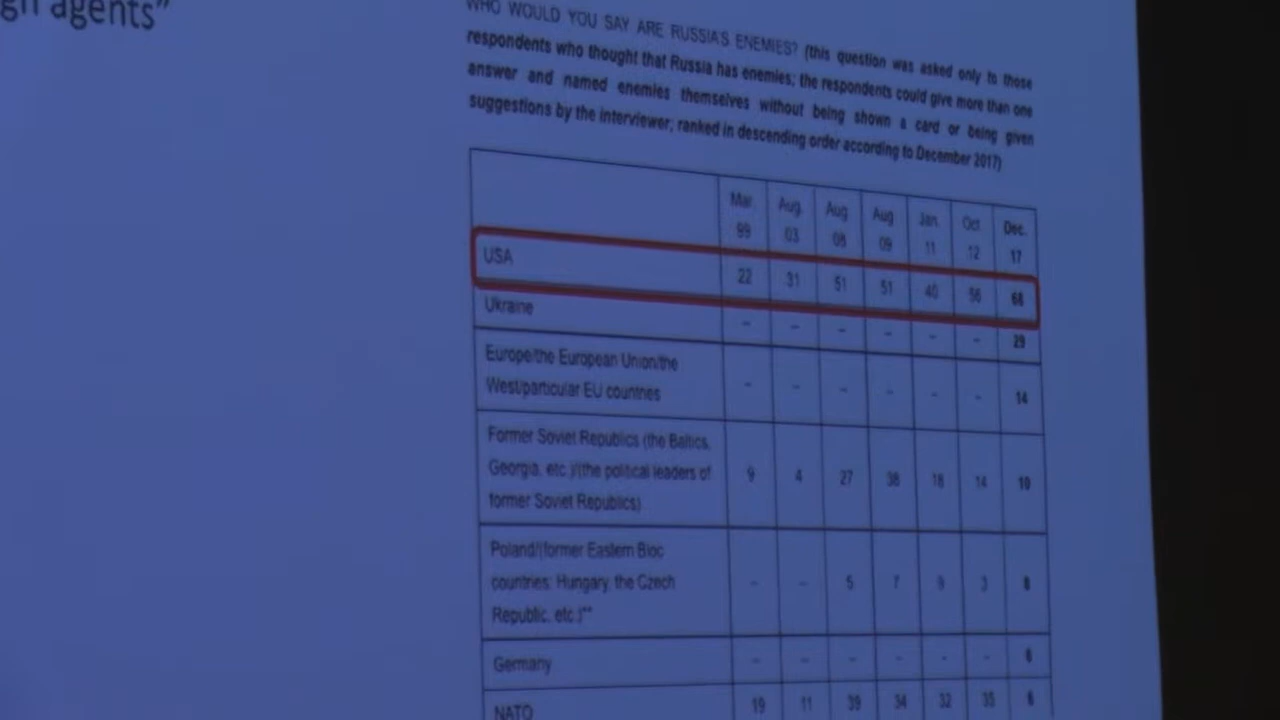 gn agents”
WHO WOULD YOU SAY ARE RUSSIA'S ENEMIES? (this question was asked only to those
respondents who thought that Russia has enemies; the respondents could give more than one
answer and named enemies themselves without being shown a card or being given
suggestions by the interviewer; ranked in descending order according to December 2017)
Mar. 99 Aug. 03 Aug. 08 Aug. 09 Jan. 11 Oct. 12 Dec. 17
USA 22 31 51 51 40 56 68
Ukraine – – – – – – 29
Europe/the European Union/the
West/particular EU countries – – – – – – 14
Former Soviet Republics (the Baltics,
Georgia, etc.)/(the political leaders of 9 4 27 38 18 14 10
former Soviet Republics)
Poland/(former Eastern Bloc
countries: Hungary, the Czech – – 5 7 3
Republic, etc.)**
Germany – – – – – –
NATO 19 11 39 34 32 35